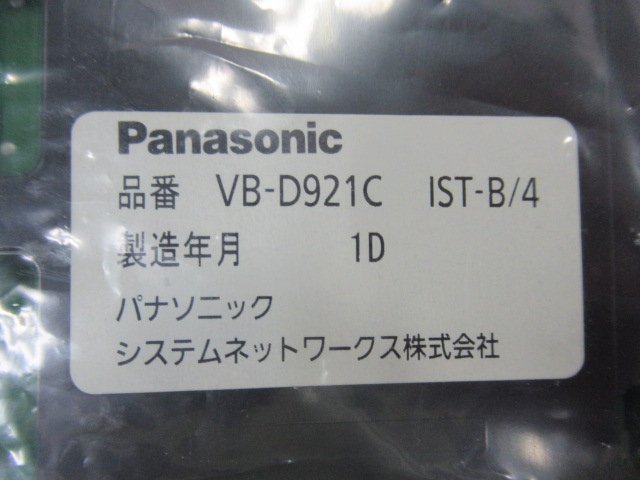 Panasonic
品番 VB-D921C IST-B/4
製造年月 1D
パナソニック
システムネットワークス株式会社